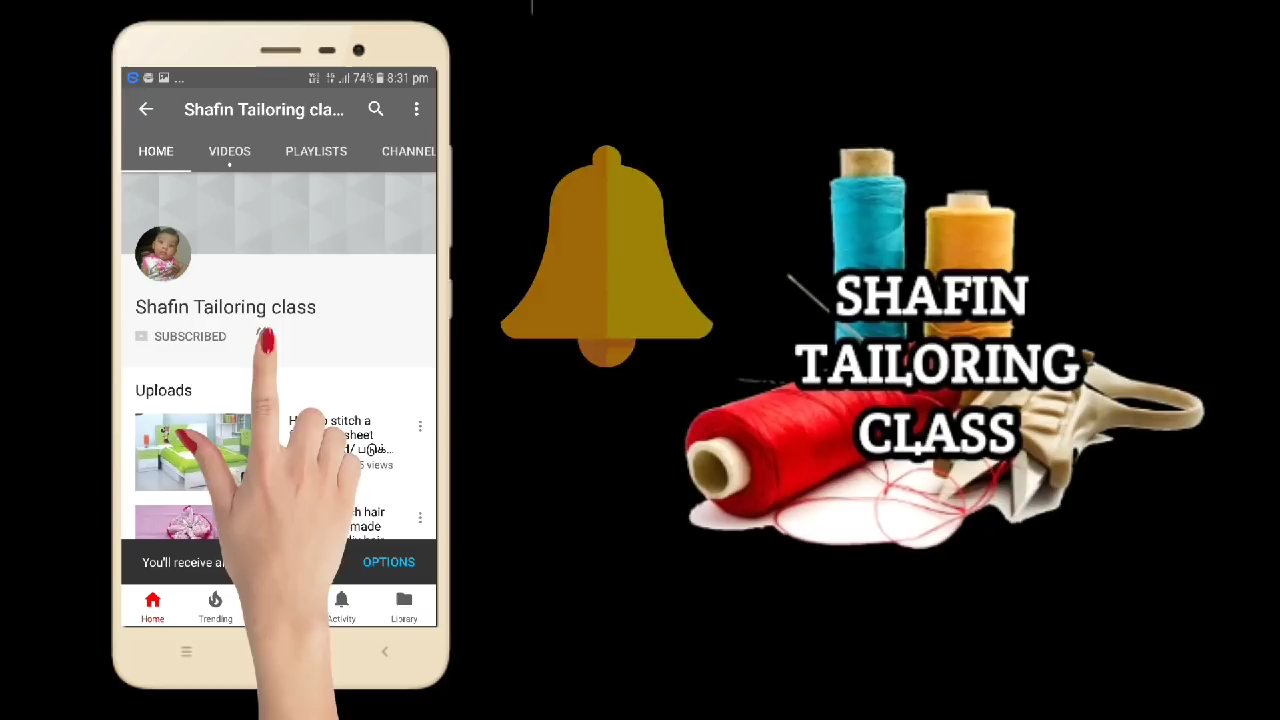 74% 8:31 pm
Shafin Tailoring cla...
HOME VIDEOS PLAYLISTS CHANNEL
Shafin Tailoring class
SUBSCRIBED
Uploads
stitch a
sheet
views
hair
made
You'll receive
OPTIONS
Home Trending Activity Library
SHAFIN
TAILORING
CLASS